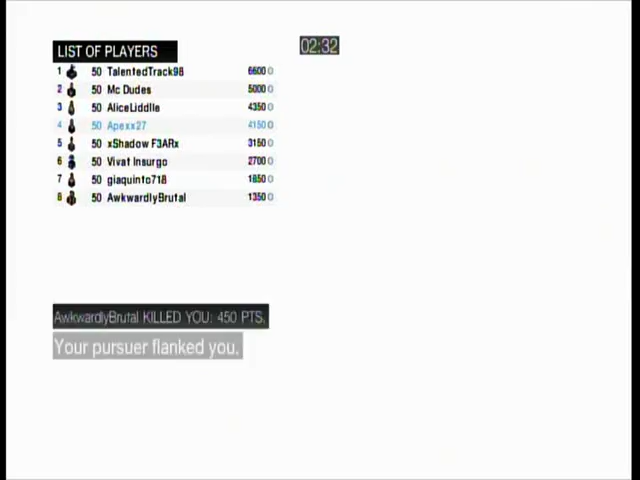 LIST OF PLAYERS
02:32
1 50 TalentedTrack98 6600
2 50 Mc Dudes 5000
3 50 AliceLiddlle 4350
4 50 Apexx27 4150
5 50 xShadow F3ARx 3150
6 50 Vivat Insurgo 2700
7 50 giaquinto718 1650
8 50 AwkwardlyBrutal 1350
AwkwardlyBrutal KILLED YOU: 450 PTS.
Your pursuer flanked you.